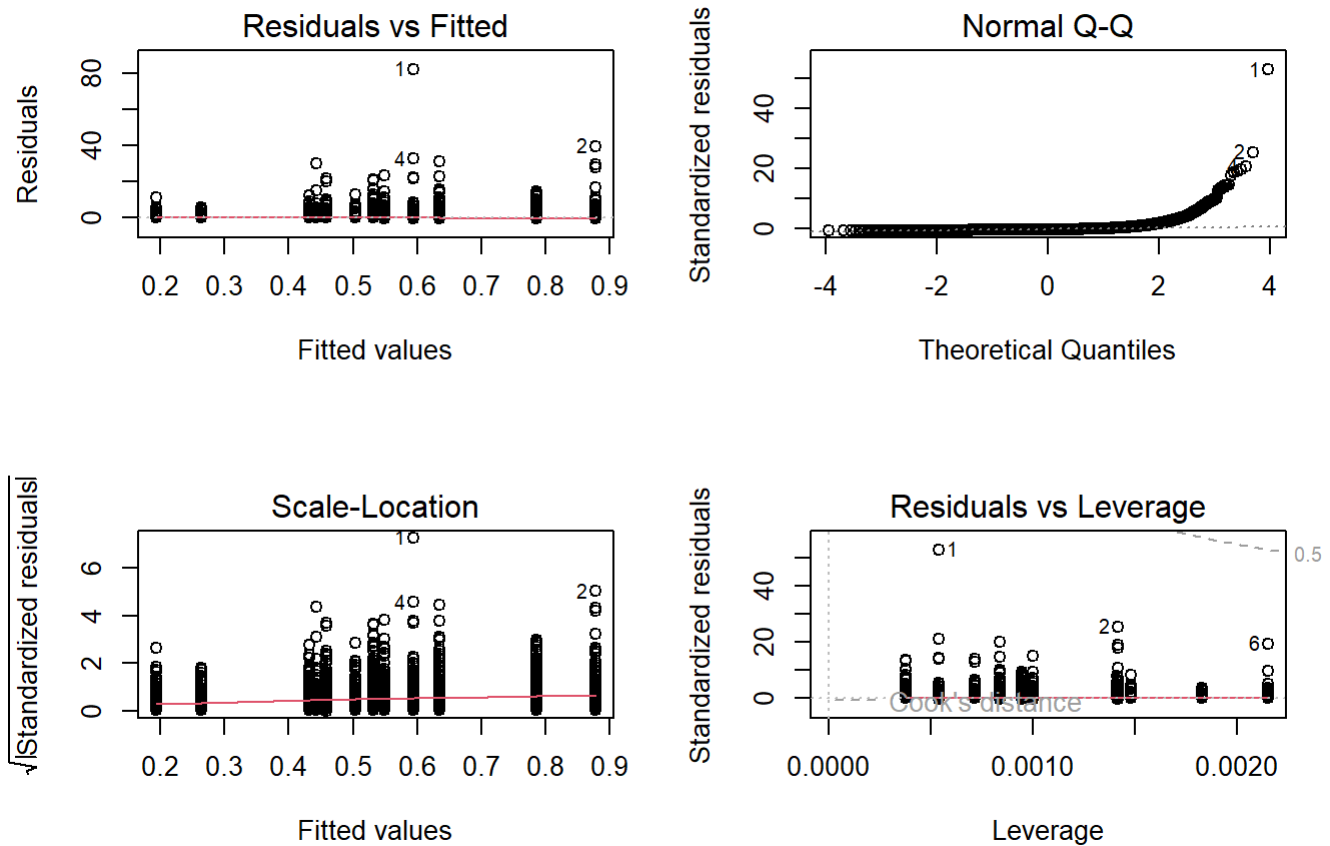 Residuals vs Fitted
Residuals
80
40
0
1
4
2
0.2 0.3 0.4 0.5 0.6 0.7 0.8 0.9
Fitted values
Normal Q-Q
Standardized residuals
40
20
0
1
2
4
-4 -2 0 2 4
Theoretical Quantiles
Scale-Location
√|Standardized residuals|
6
4
2
0
1
4
2
0.2 0.3 0.4 0.5 0.6 0.7 0.8 0.9
Fitted values
Residuals vs Leverage
Standardized residuals
40
20
0
1
2
6
0.5
Cook's distance
0.0000 0.0010 0.0020
Leverage